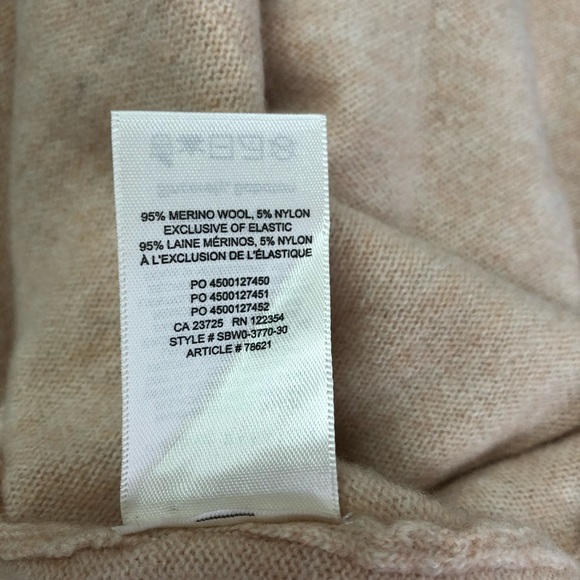 95% MERINO WOOL, 5% NYLON
EXCLUSIVE OF ELASTIC
95% LAINE MÉRINOS, 5% NYLON
À L'EXCLUSION DE L'ÉLASTIQUE
PO 4500127450
PO 4500127451
PO 4500127452
CA 23725 RN 122354
STYLE # SBW0-3770-30
ARTICLE # 78621